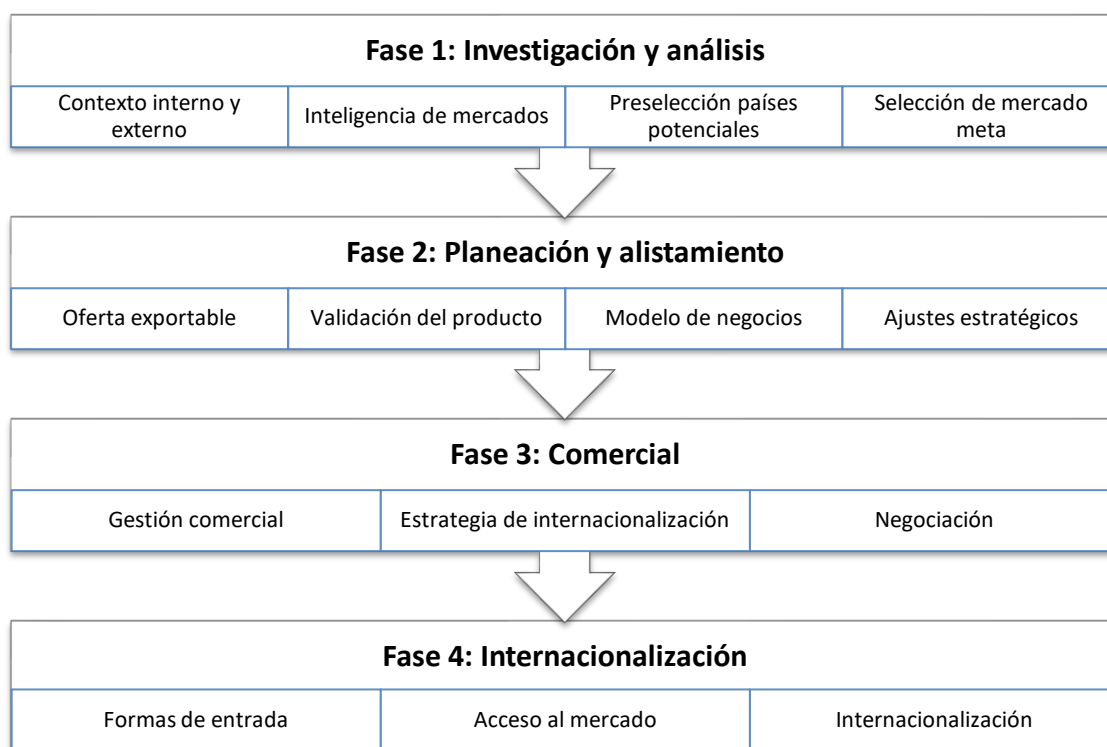 Fase 1: Investigación y análisis
Contexto interno y
externo
Inteligencia de mercados
Preselección países
potenciales
Selección de mercado
meta
Fase 2: Planeación y alistamiento
Oferta exportable
Validación del producto
Modelo de negocios
Ajustes estratégicos
Fase 3: Comercial
Gestión comercial
Estrategia de internacionalización
Negociación
Fase 4: Internacionalización
Formas de entrada
Acceso al mercado
Internacionalización